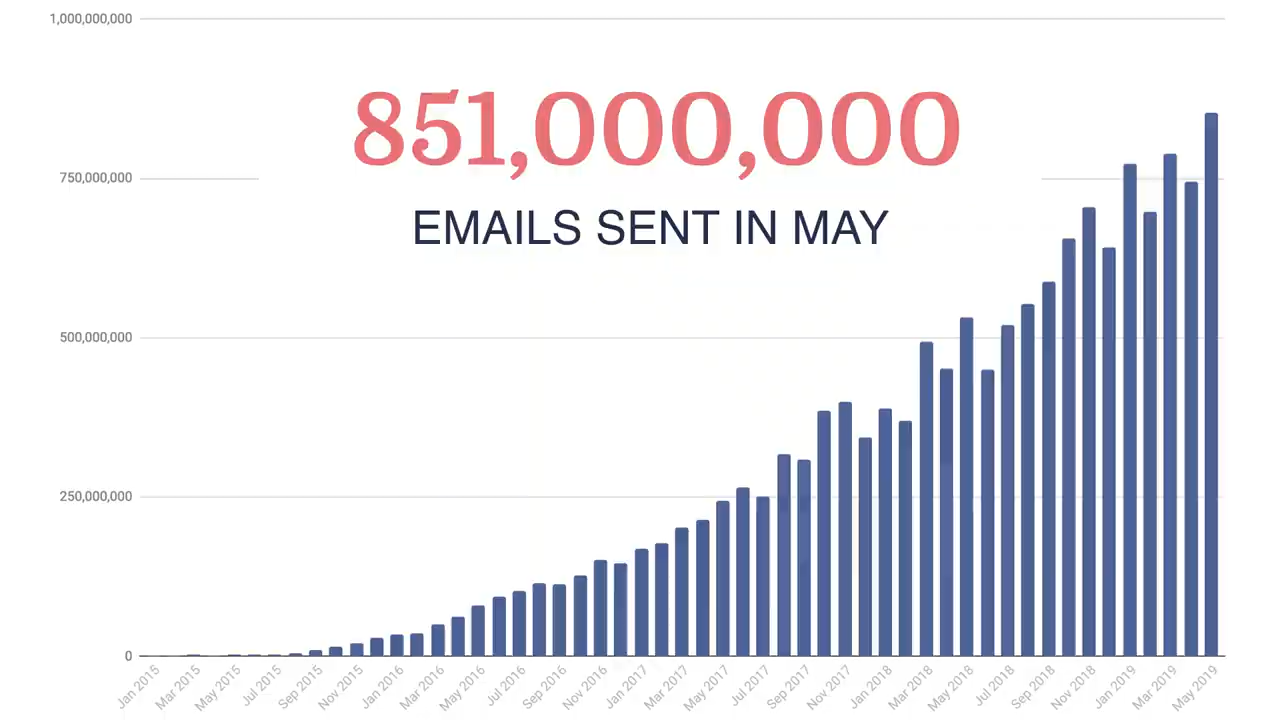 1,000,000,000
851,000,000
750,000,000
EMAILS SENT IN MAY
500,000,000
250,000,000
0
Jan 2015
Mar 2015
May 2015
Jul 2015
Sep 2015
Nov 2015
Jan 2016
Mar 2016
May 2016
Jul 2016
Sep 2016
Nov 2016
Jan 2017
Mar 2017
May 2017
Jul 2017
Sep 2017
Nov 2017
Jan 2018
Mar 2018
May 2018
Jul 2018
Sep 2018
Nov 2018
Jan 2019
Mar 2019
May 2019